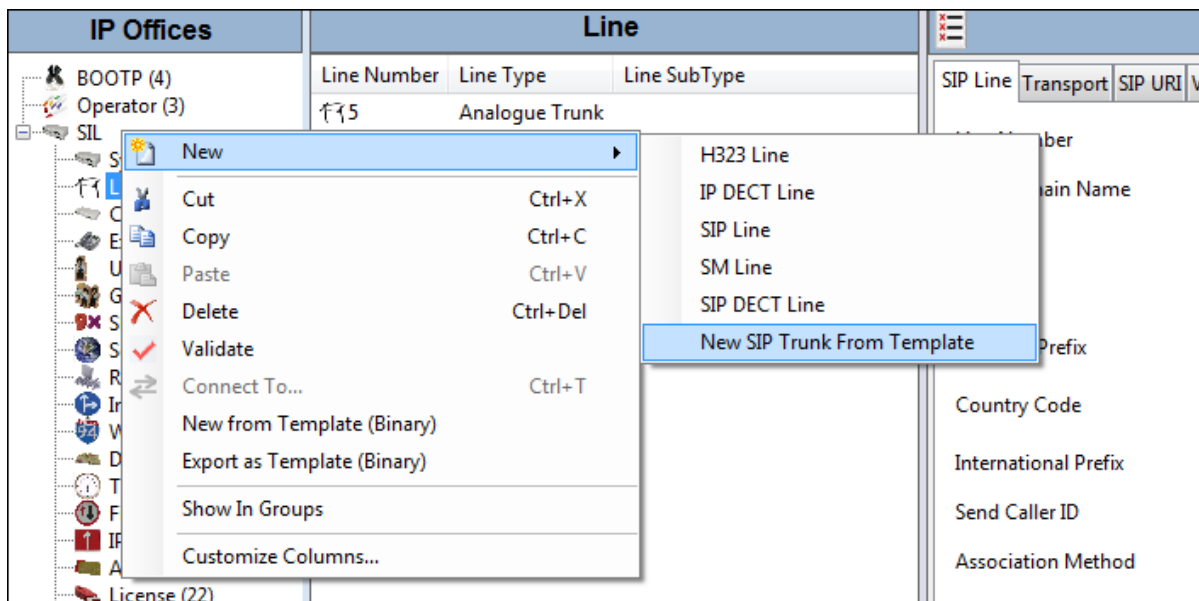 IP Offices
BOOTP (4)
Operator (3)
SIL
License (22)
Line
Line Number Line Type Line SubType
5 Analogue Trunk
New
Cut Ctrl+X
Copy Ctrl+C
Paste Ctrl+V
Delete Ctrl+Del
Validate
Connect To... Ctrl+T
New from Template (Binary)
Export as Template (Binary)
Show In Groups
Customize Columns...
H323 Line
IP DECT Line
SIP Line
SM Line
SIP DECT Line
New SIP Trunk From Template
SIP Line Transport SIP URI
Name
Prefix
Country Code
International Prefix
Send Caller ID
Association Method